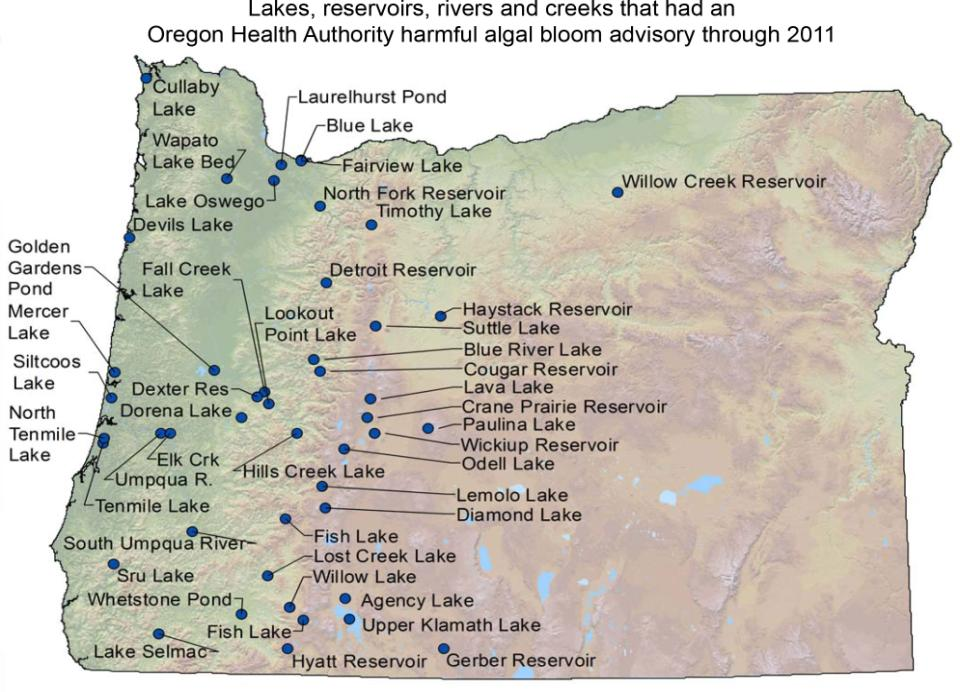 Lakes, reservoirs, rivers and creeks that had an
Oregon Health Authority harmful algal bloom advisory through 2011
Cullaby
Lake
Laurelhurst Pond
Blue Lake
Wapato
Lake Bed
Fairview Lake
Lake Oswego
North Fork Reservoir
Timothy Lake
Willow Creek Reservoir
Devils Lake
Golden
Gardens
Pond
Fall Creek
Lake
Detroit Reservoir
Mercer
Lake
Lookout
Point Lake
Haystack Reservoir
Suttle Lake
Blue River Lake
Cougar Reservoir
Siltcoos
Lake
Dexter Res
Lava Lake
Dorena Lake
Crane Prairie Reservoir
North
Tenmile
Lake
Paulina Lake
Wickiup Reservoir
Elk Crk
Odell Lake
Umpqua R.
Hills Creek Lake
Tenmile Lake
Lemolo Lake
Diamond Lake
South Umpqua River
Fish Lake
Lost Creek Lake
Sru Lake
Willow Lake
Whetstone Pond
Agency Lake
Fish Lake
Upper Klamath Lake
Lake Selmac
Hyatt Reservoir
Gerber Reservoir